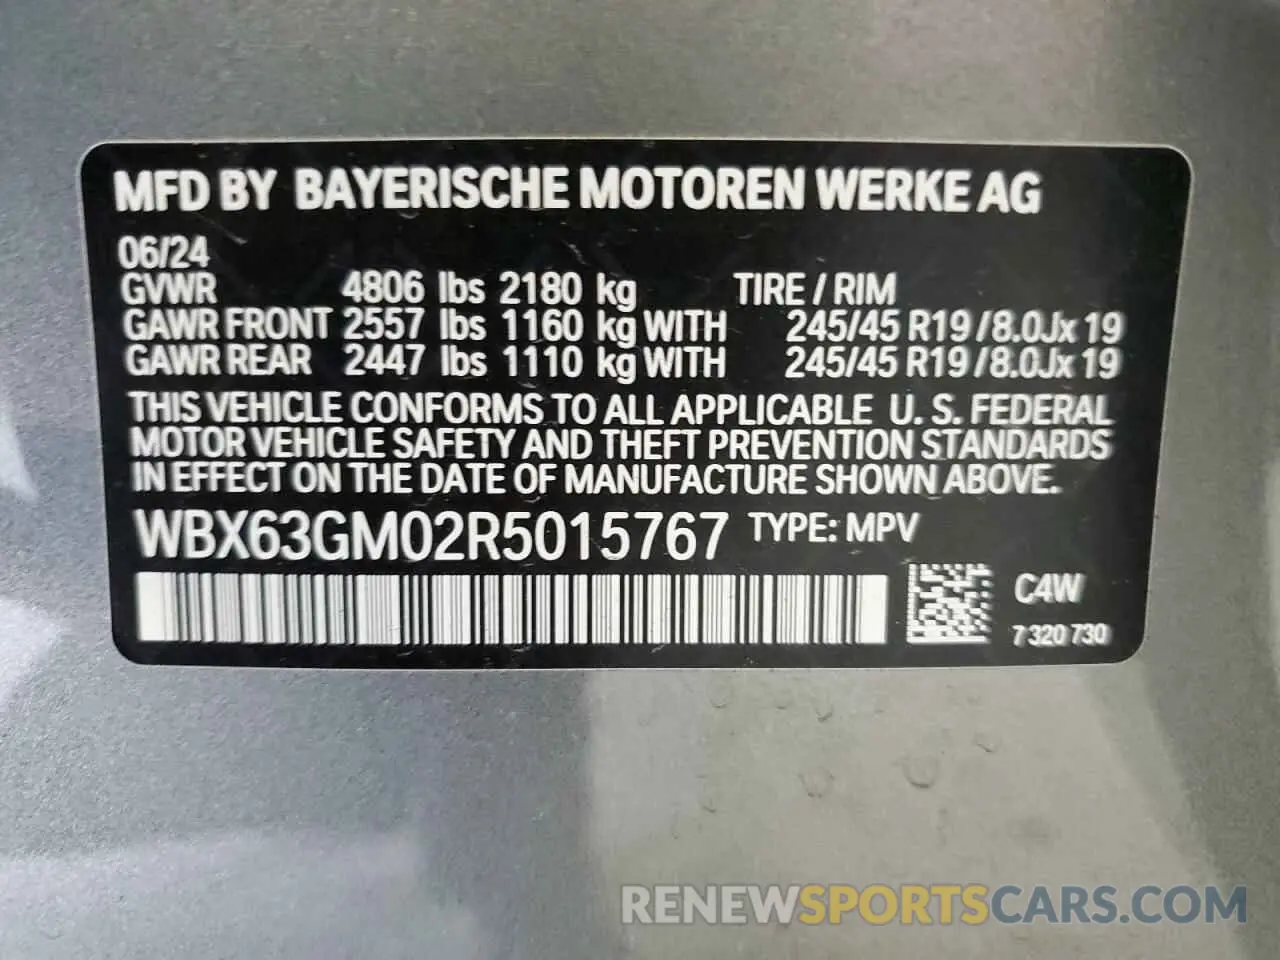 MFD BY BAYERISCHE MOTOREN WERKE AG
06/24
GVWR 4806 lbs 2180 kg TIRE / RIM
GAWR FRONT 2557 lbs 1160 kg WITH 245/45 R19 /8.0Jx 19
GAWR REAR 2447 lbs 1110 kg WITH 245/45 R19 /8.0Jx 19
THIS VEHICLE CONFORMS TO ALL APPLICABLE U. S. FEDERAL
MOTOR VEHICLE SAFETY AND THEFT PREVENTION STANDARDS
IN EFFECT ON THE DATE OF MANUFACTURE SHOWN ABOVE.
WBX63GM02R5015767 TYPE: MPV
C4W
7 320 730
RENEWSPORTSCARS.COM